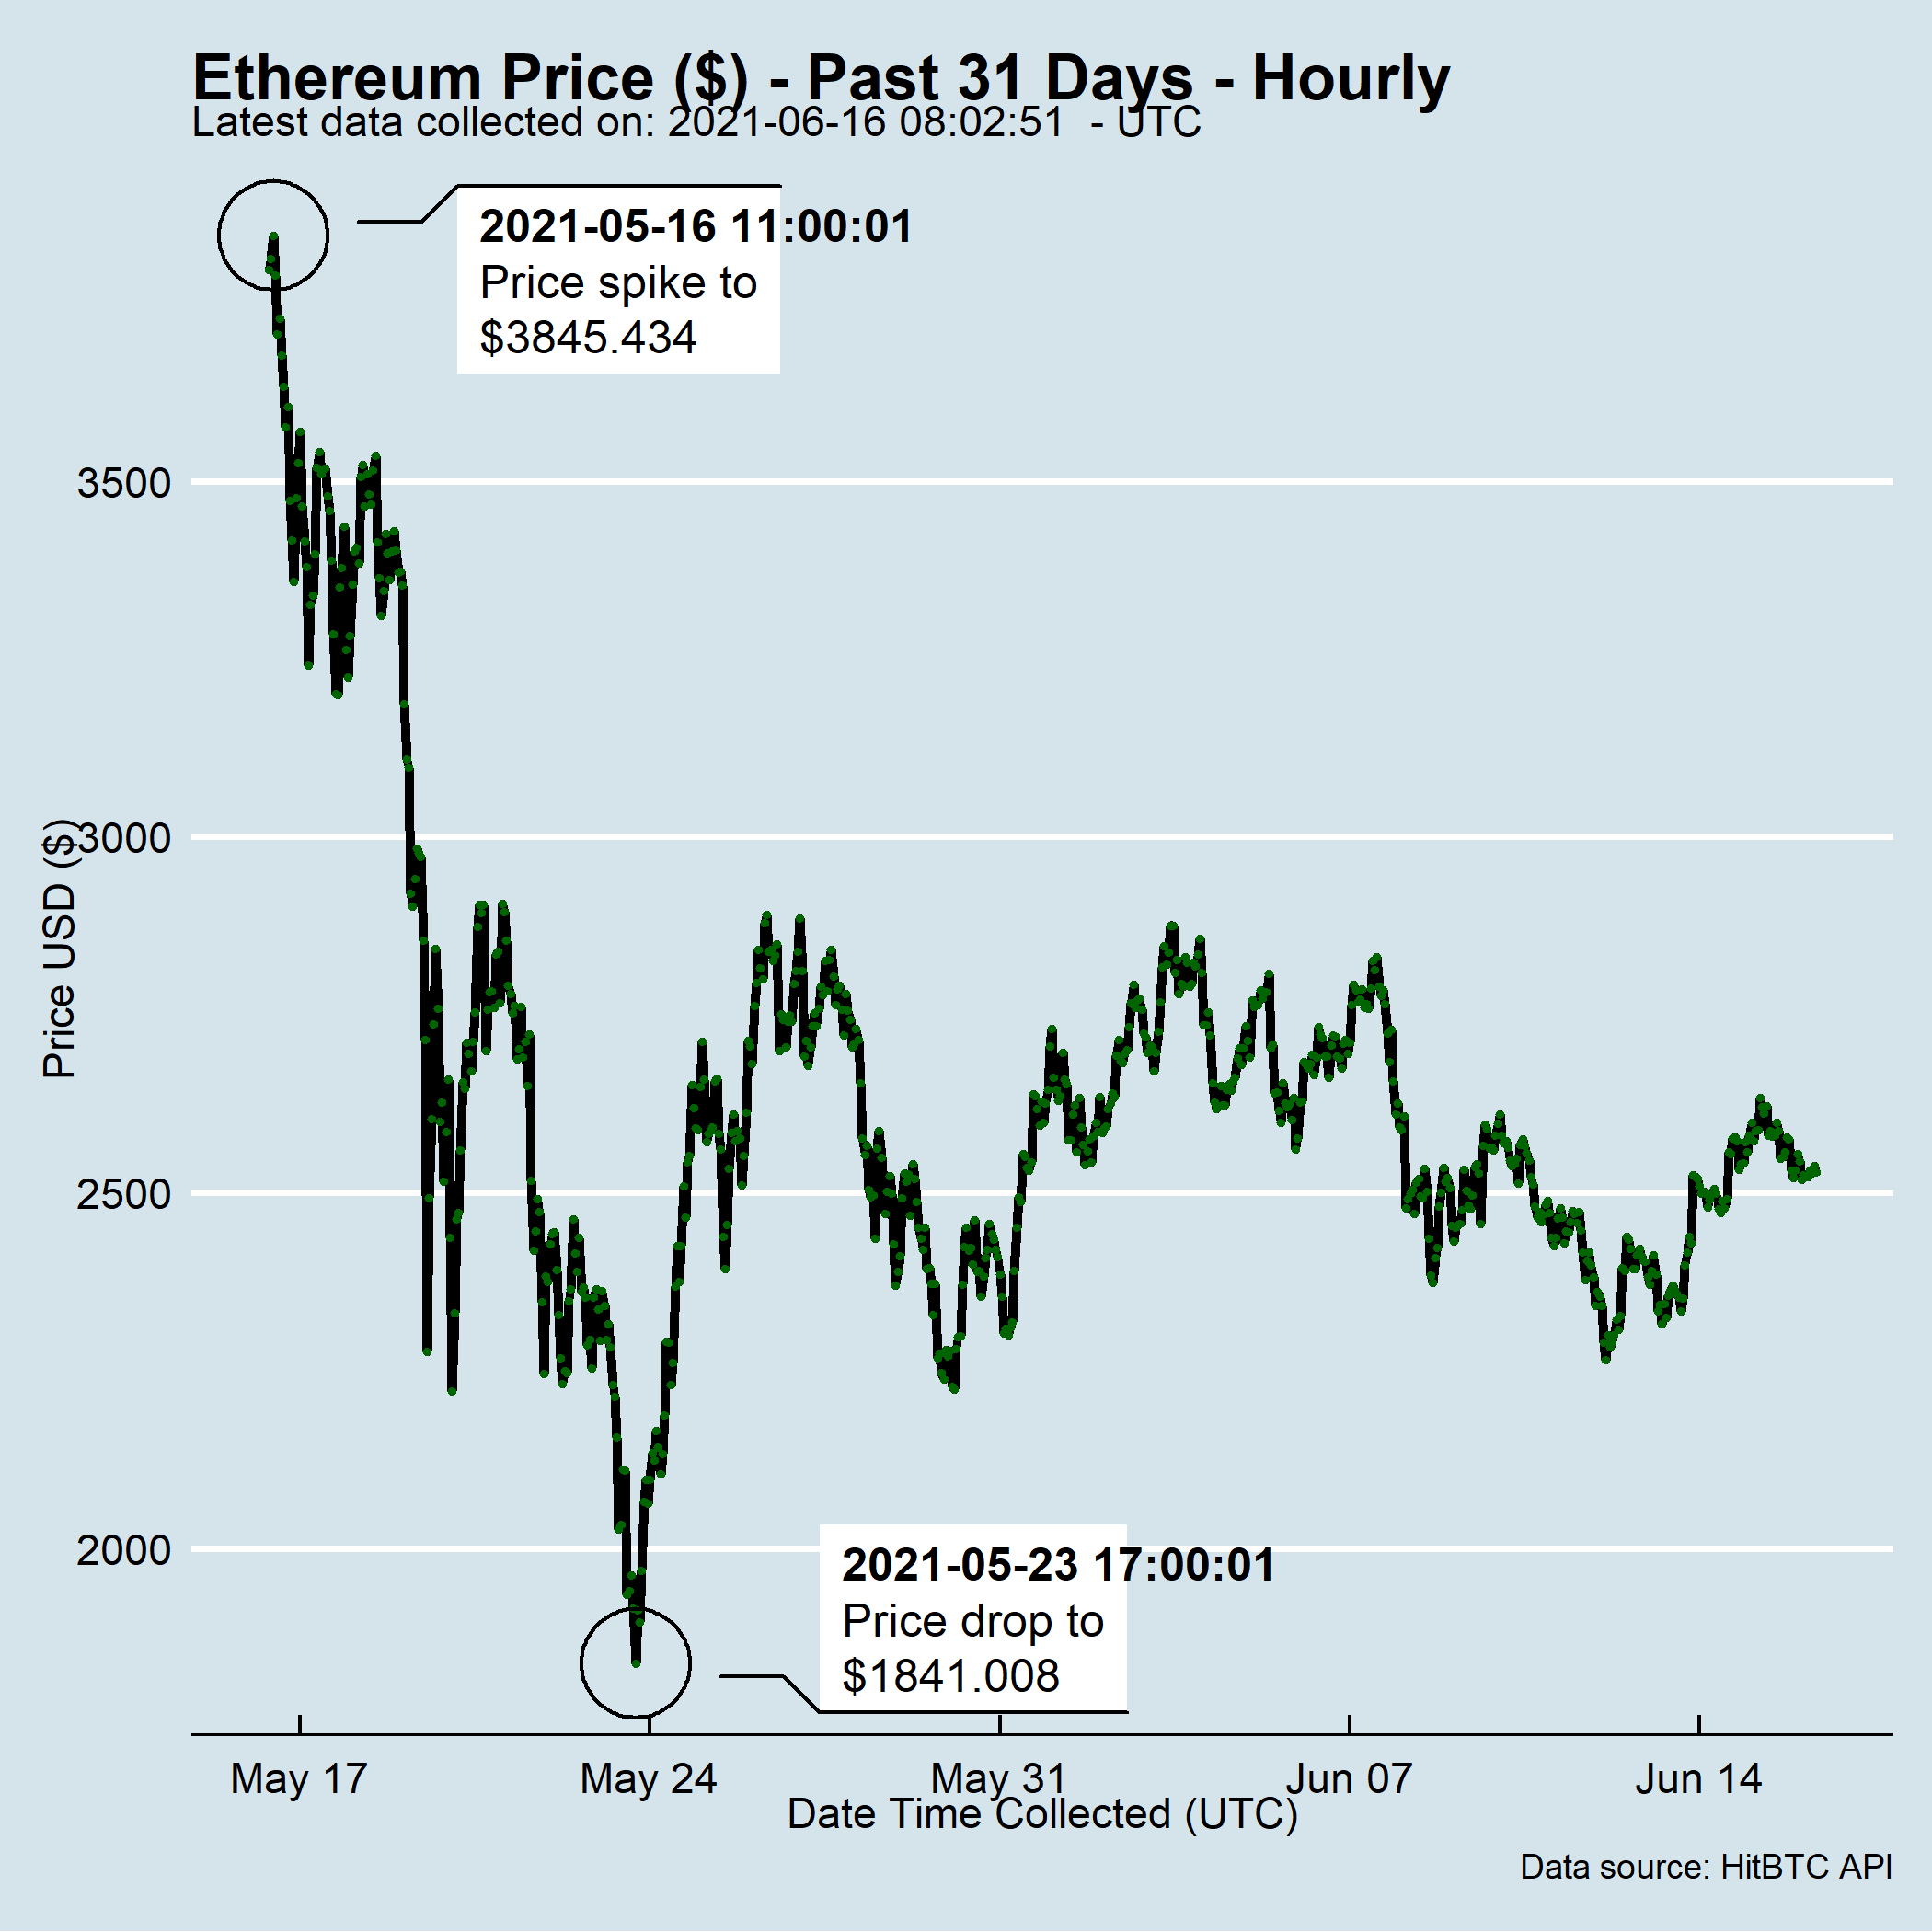 Ethereum Price ($) - Past 31 Days - Hourly
Latest data collected on: 2021-06-16 08:02:51  - UTC
2021-05-16 11:00:01
Price spike to
$3845.434
3500
3000
2500
2000
Price USD ($)
2021-05-23 17:00:01
Price drop to
$1841.008
May 17
May 24
May 31
Jun 07
Jun 14
Date Time Collected (UTC)
Data source: HitBTC API